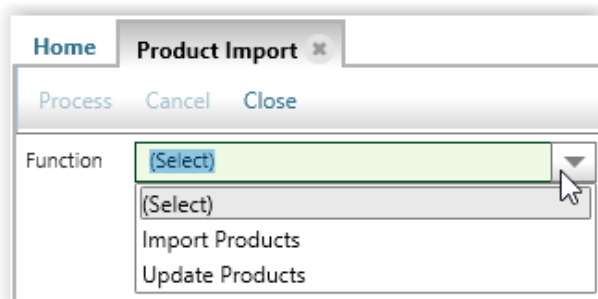 Home Product Import
Process Cancel Close
Function (Select)
(Select)
Import Products
Update Products